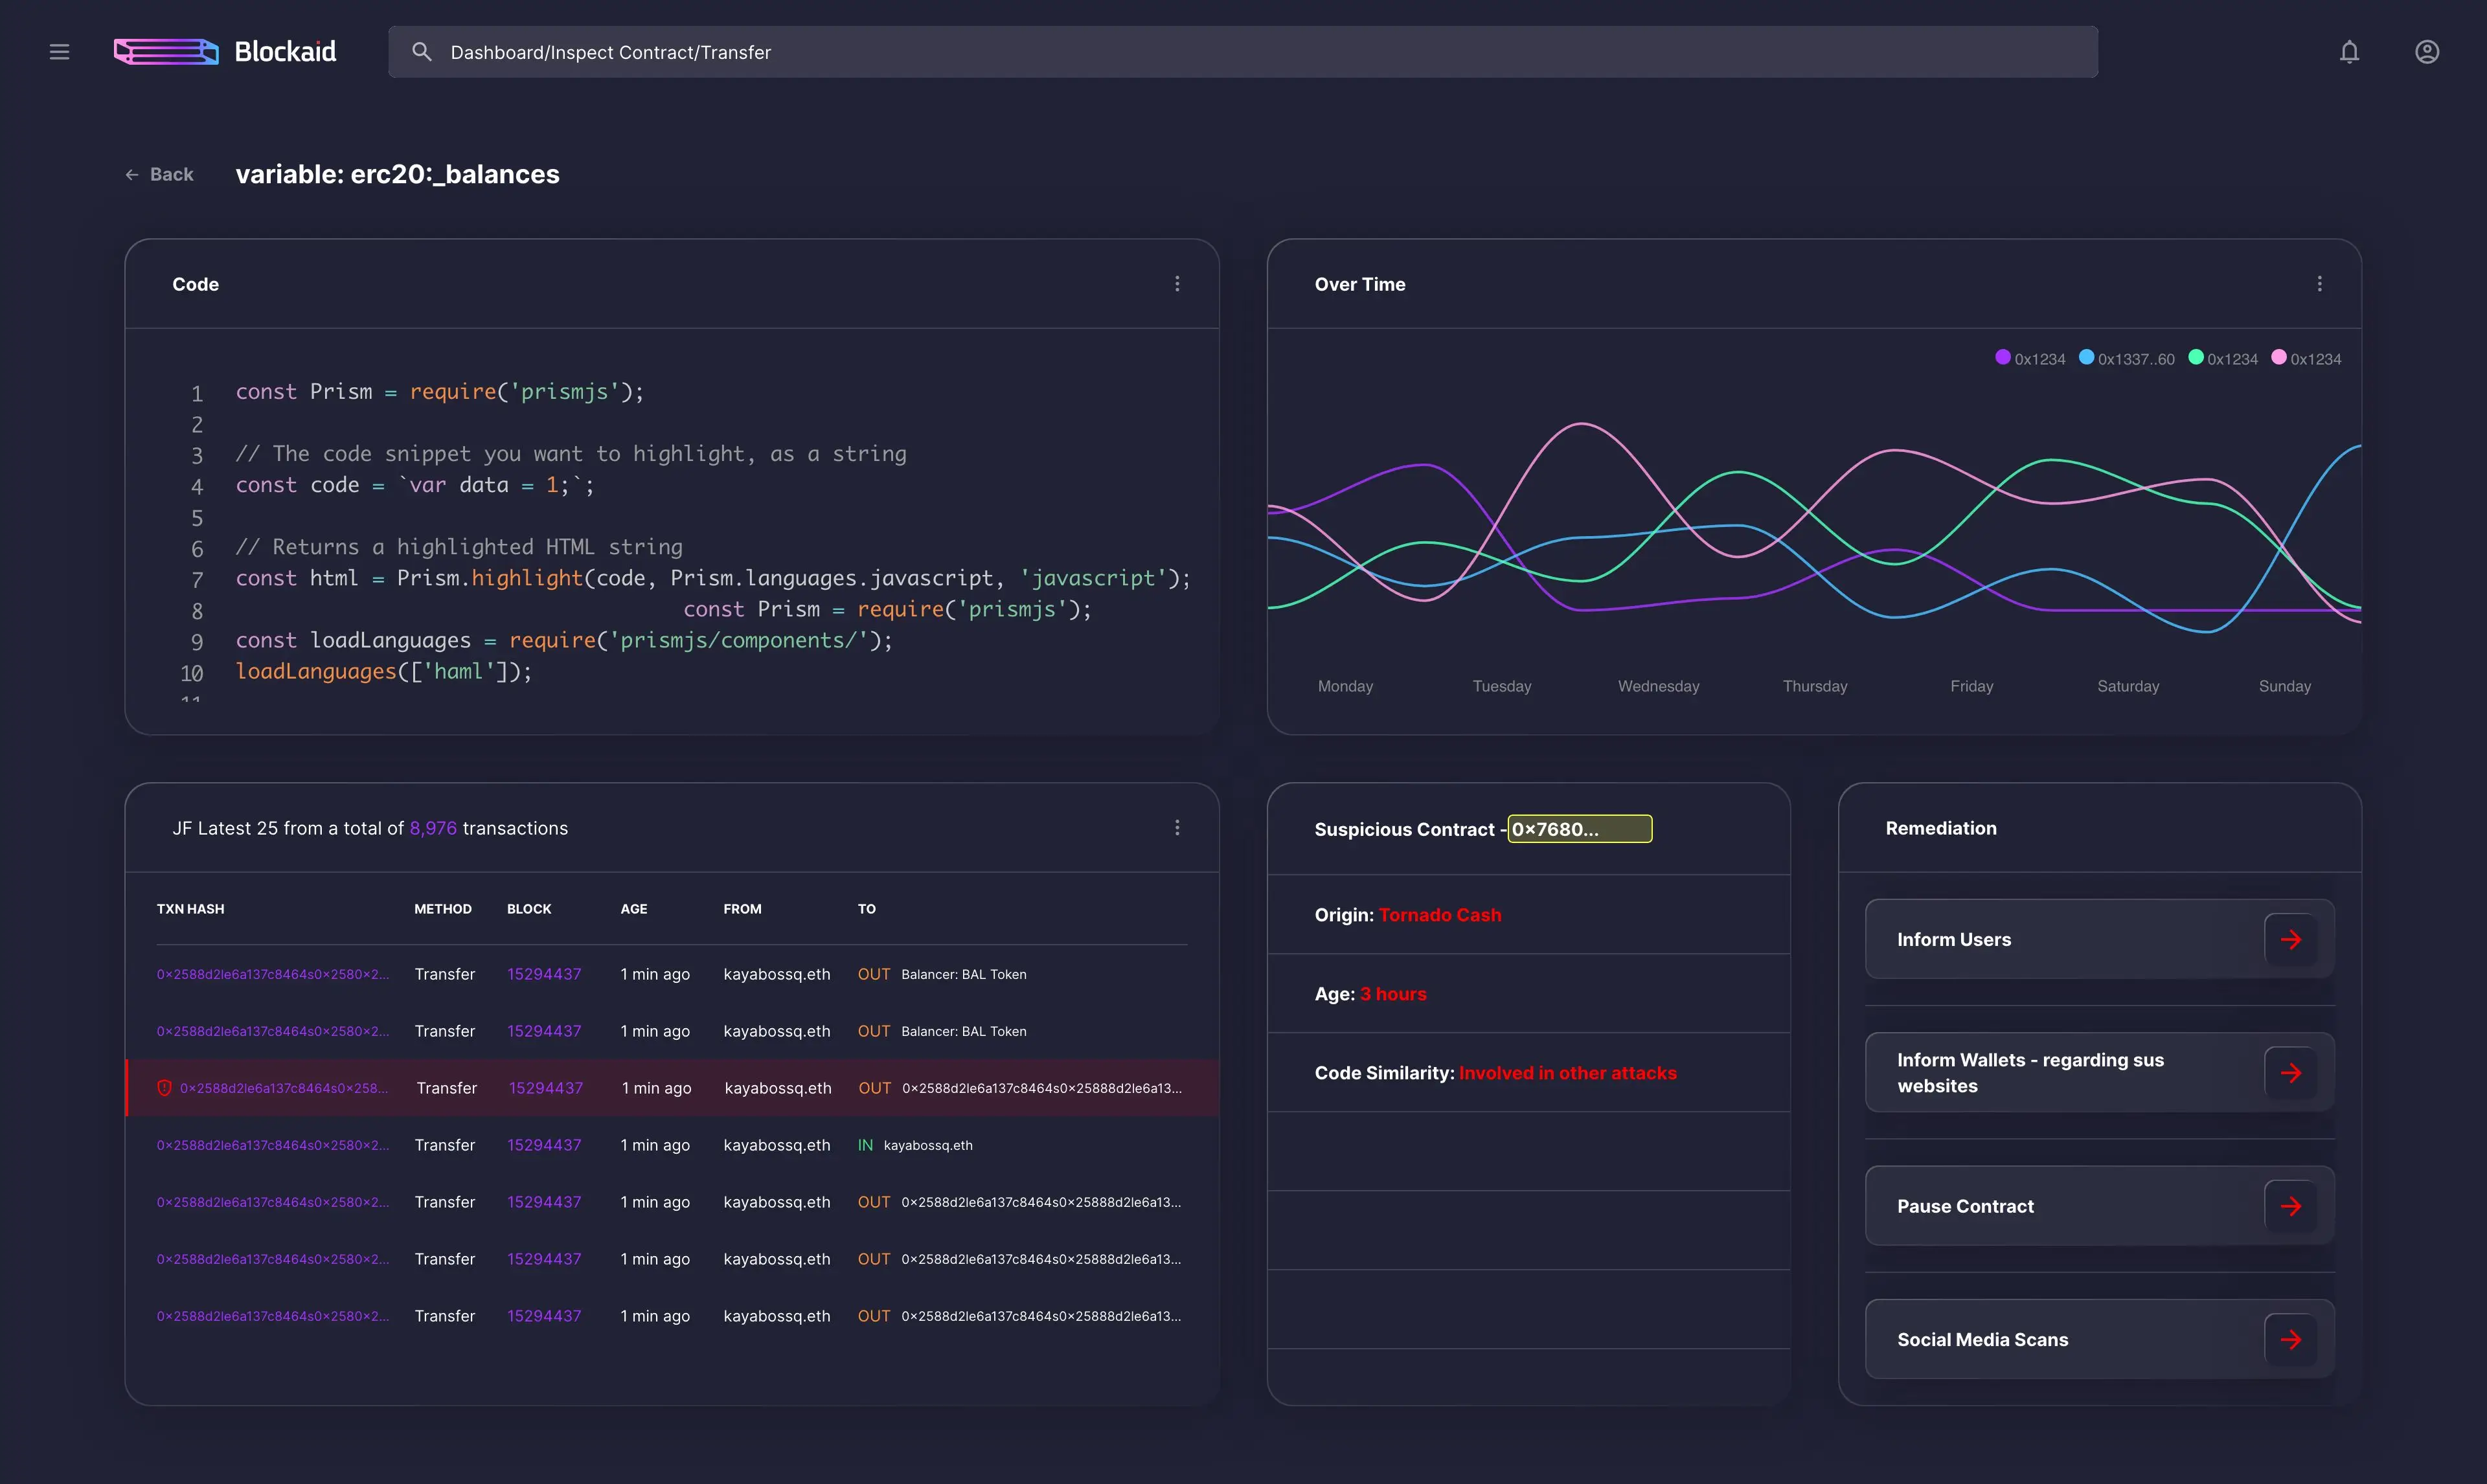 Blockaid
Dashboard/Inspect Contract/Transfer
Back
variable: erc20:_balances
Code
1 const Prism = require('prismjs');
2
3 // The code snippet you want to highlight, as a string
4 const code = `var data = 1;`;
5
6 // Returns a highlighted HTML string
7 const html = Prism.highlight(code, Prism.languages.javascript, 'javascript');
8 const Prism = require('prismjs');
9 const loadLanguages = require('prismjs/components/');
10 loadLanguages(['haml']);
11
Over Time
0x1234 0x1337..60 0x1234 0x1234
Monday Tuesday Wednesday Thursday Friday Saturday Sunday
JF Latest 25 from a total of 8,976 transactions
TXN HASH METHOD BLOCK AGE FROM TO
0×2588d2le6a137c8464s0×2580×2... Transfer 15294437 1 min ago kayabossq.eth OUT Balancer: BAL Token
0×2588d2le6a137c8464s0×2580×2... Transfer 15294437 1 min ago kayabossq.eth OUT Balancer: BAL Token
0×2588d2le6a137c8464s0×258... Transfer 15294437 1 min ago kayabossq.eth OUT 0×2588d2le6a137c8464s0×25888d2le6a13...
0×2588d2le6a137c8464s0×2580×2... Transfer 15294437 1 min ago kayabossq.eth IN kayabossq.eth
0×2588d2le6a137c8464s0×2580×2... Transfer 15294437 1 min ago kayabossq.eth OUT 0×2588d2le6a137c8464s0×25888d2le6a13...
0×2588d2le6a137c8464s0×2580×2... Transfer 15294437 1 min ago kayabossq.eth OUT 0×2588d2le6a137c8464s0×25888d2le6a13...
0×2588d2le6a137c8464s0×2580×2... Transfer 15294437 1 min ago kayabossq.eth OUT 0×2588d2le6a137c8464s0×25888d2le6a13...
Suspicious Contract - 0×7680...
Origin: Tornado Cash
Age: 3 hours
Code Similarity: Involved in other attacks
Remediation
Inform Users
Inform Wallets - regarding sus
websites
Pause Contract
Social Media Scans